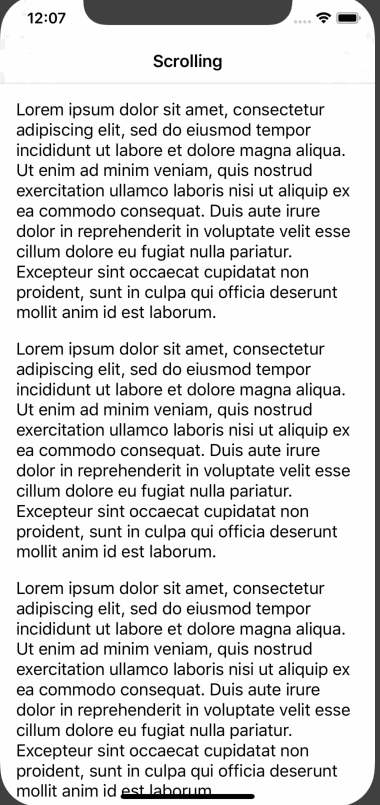 12:07
Scrolling
Lorem ipsum dolor sit amet, consectetur
adipiscing elit, sed do eiusmod tempor
incididunt ut labore et dolore magna aliqua.
Ut enim ad minim veniam, quis nostrud
exercitation ullamco laboris nisi ut aliquip ex
ea commodo consequat. Duis aute irure
dolor in reprehenderit in voluptate velit esse
cillum dolore eu fugiat nulla pariatur.
Excepteur sint occaecat cupidatat non
proident, sunt in culpa qui officia deserunt
mollit anim id est laborum.
Lorem ipsum dolor sit amet, consectetur
adipiscing elit, sed do eiusmod tempor
incididunt ut labore et dolore magna aliqua.
Ut enim ad minim veniam, quis nostrud
exercitation ullamco laboris nisi ut aliquip ex
ea commodo consequat. Duis aute irure
dolor in reprehenderit in voluptate velit esse
cillum dolore eu fugiat nulla pariatur.
Excepteur sint occaecat cupidatat non
proident, sunt in culpa qui officia deserunt
mollit anim id est laborum.
Lorem ipsum dolor sit amet, consectetur
adipiscing elit, sed do eiusmod tempor
incididunt ut labore et dolore magna aliqua.
Ut enim ad minim veniam, quis nostrud
exercitation ullamco laboris nisi ut aliquip ex
ea commodo consequat. Duis aute irure
dolor in reprehenderit in voluptate velit esse
cillum dolore eu fugiat nulla pariatur.
Excepteur sint occaecat cupidatat non
proident, sunt in culpa qui officia deserunt
mollit anim id est laborum.